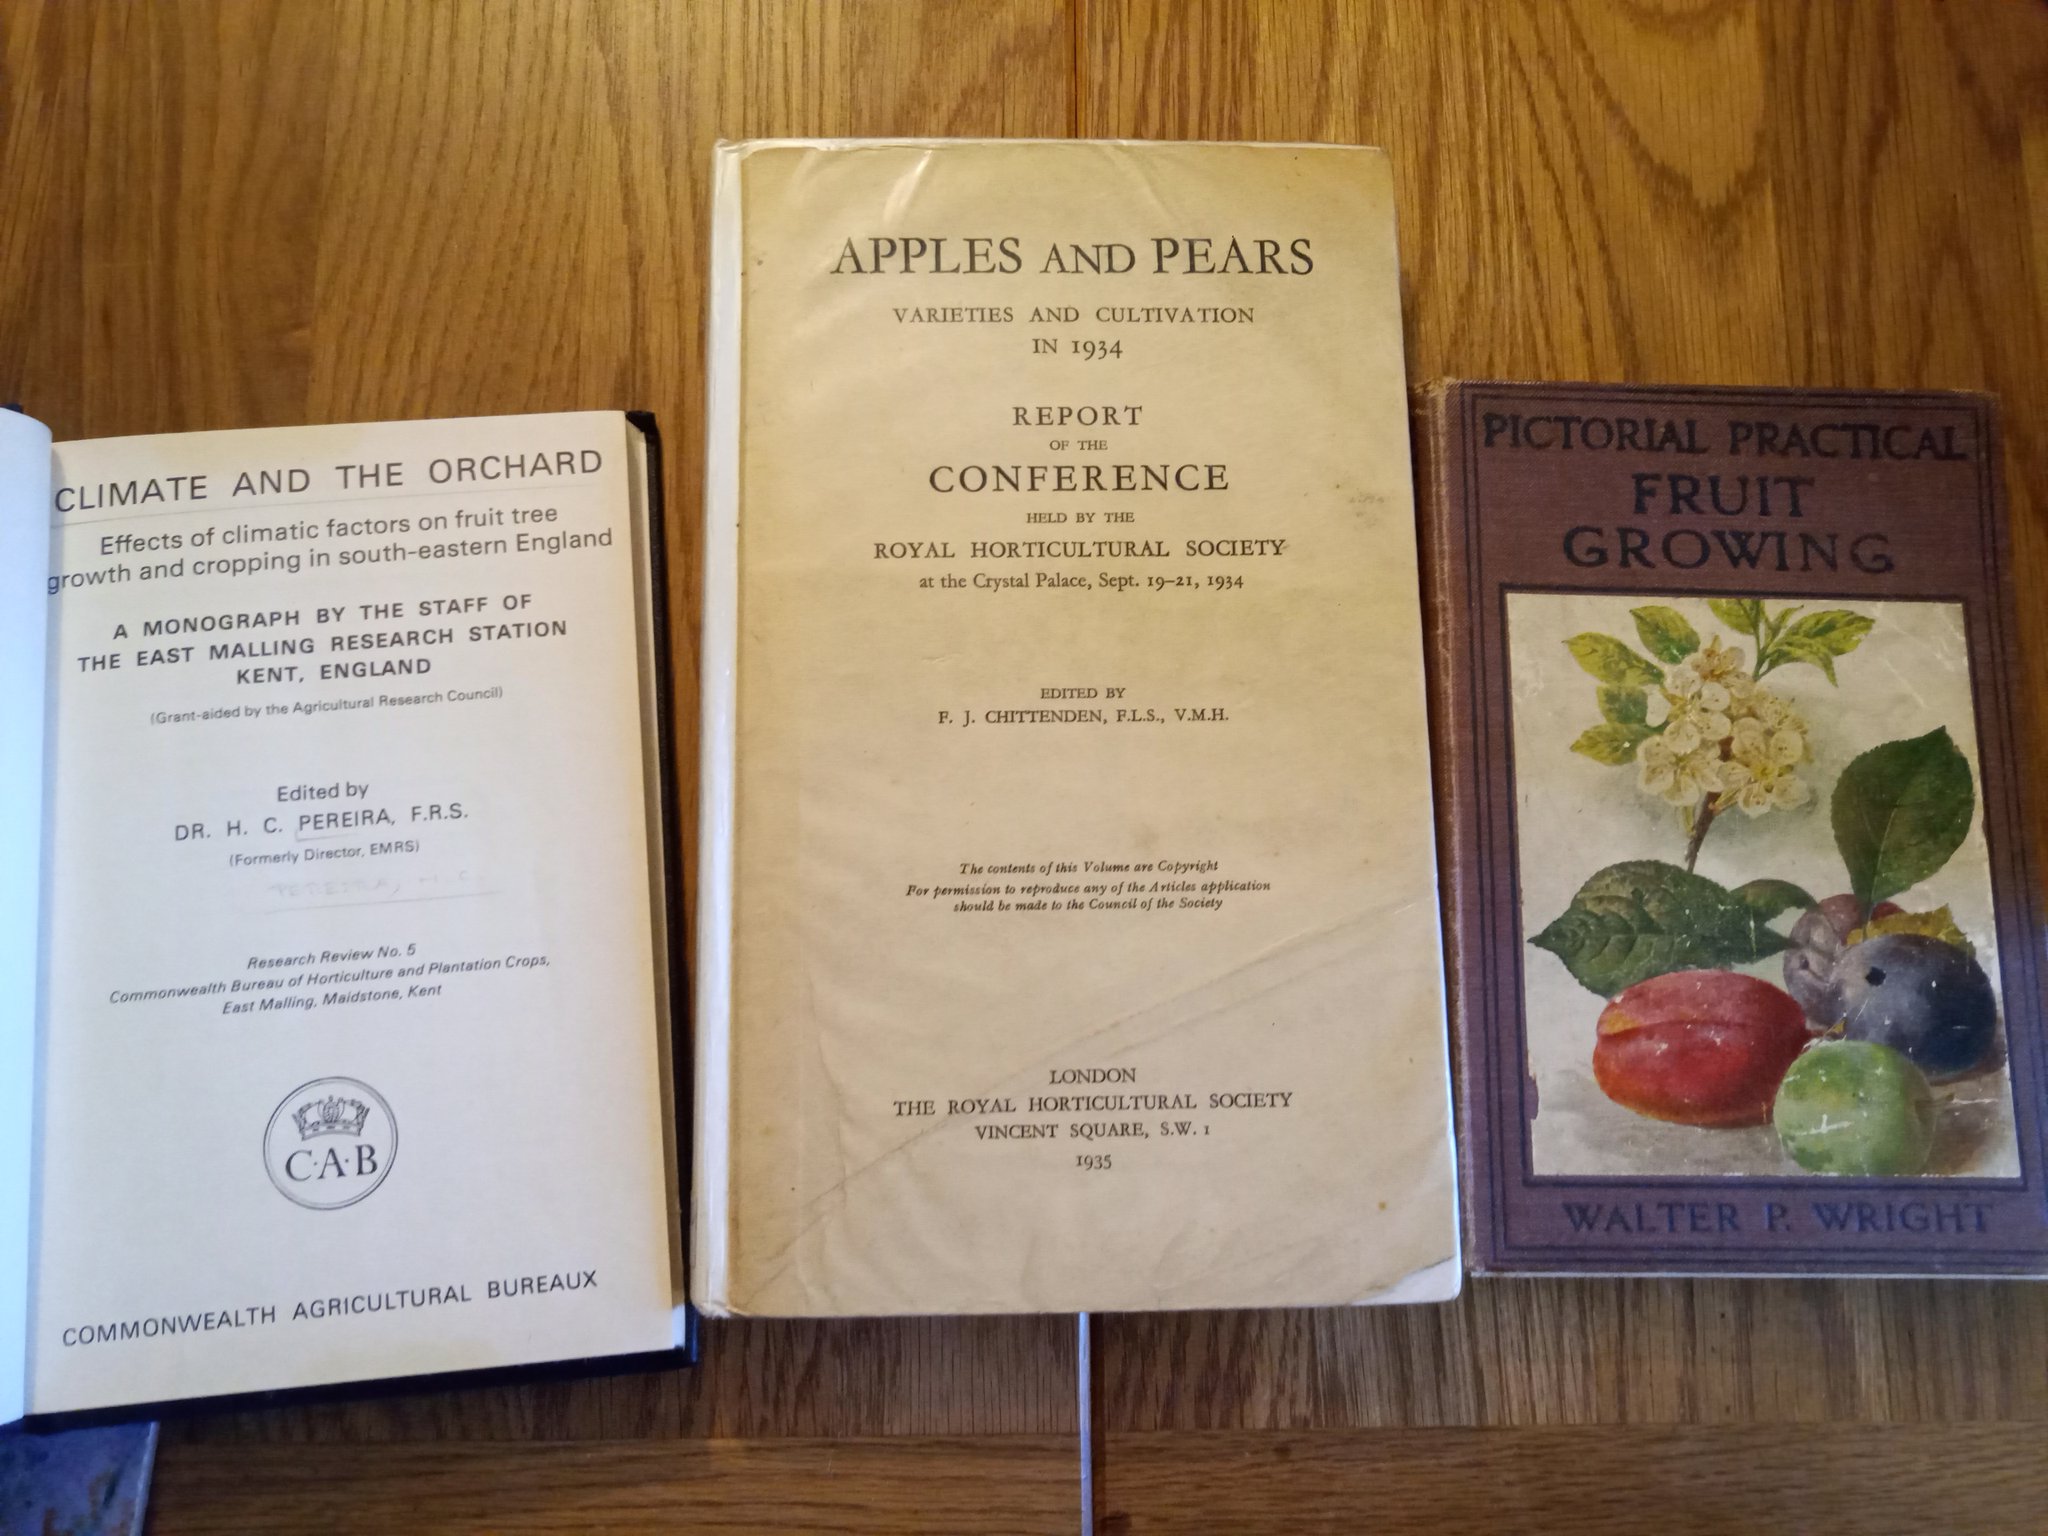 CLIMATE AND THE ORCHARD
Effects of climatic factors on fruit tree
growth and cropping in south-eastern England
A MONOGRAPH BY THE STAFF OF
THE EAST MALLING RESEARCH STATION
KENT, ENGLAND
(Grant-aided by the Agricultural Research Council)
Edited by
DR. H. C. PEREIRA, F.R.S.
(Formerly Director, EMRS)
PEREIRA, H. C
Research Review No. 5
Commonwealth Bureau of Horticulture and Plantation Crops,
East Malling, Maidstone, Kent
C·A·B
COMMONWEALTH AGRICULTURAL BUREAUX
APPLES AND PEARS
VARIETIES AND CULTIVATION
IN 1934
REPORT
OF THE
CONFERENCE
HELD BY THE
ROYAL HORTICULTURAL SOCIETY
at the Crystal Palace, Sept. 19–21, 1934
EDITED BY
F. J. CHITTENDEN, F.L.S., V.M.H.
The contents of this Volume are Copyright
For permission to reproduce any of the Articles application
should be made to the Council of the Society
LONDON
THE ROYAL HORTICULTURAL SOCIETY
VINCENT SQUARE, S.W. 1
1935
PICTORIAL PRACTICAL
FRUIT
GROWING
WALTER P. WRIGHT